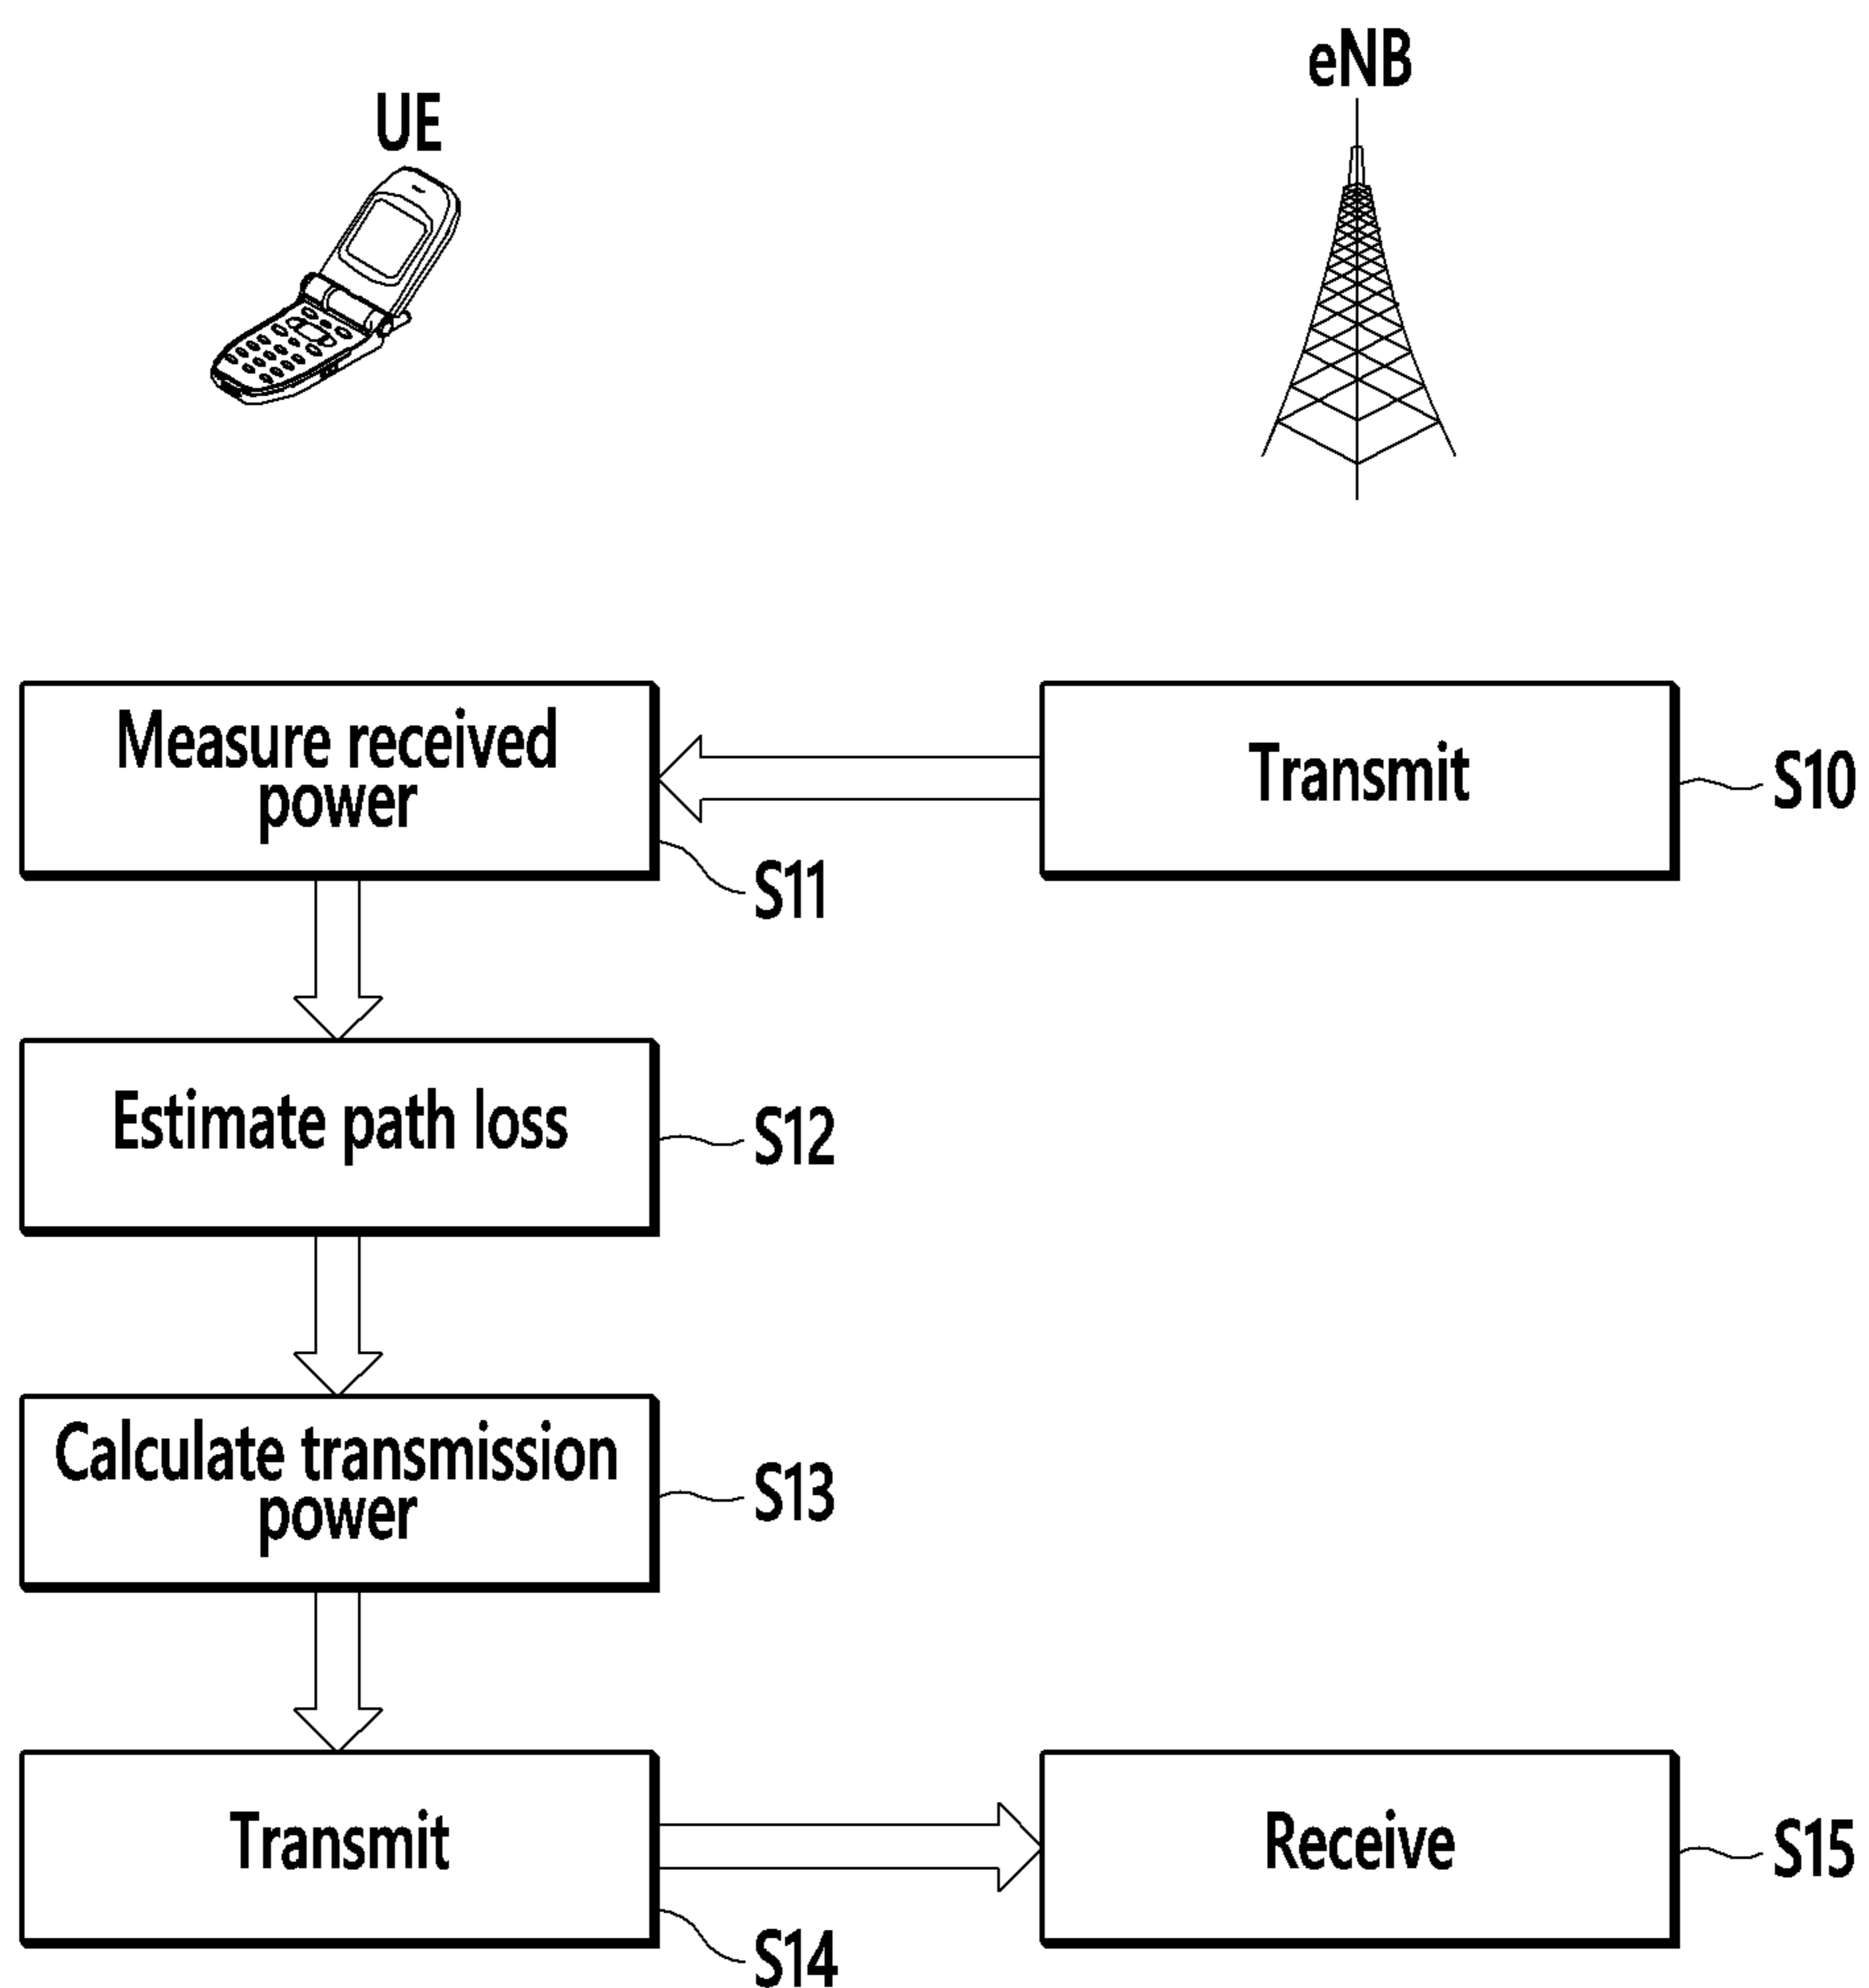 eNB
UE
Measure received
power
Transmit
S10
S11
Estimate path loss
S12
Calculate transmission
power
S13
Transmit
Receive
S15
S14